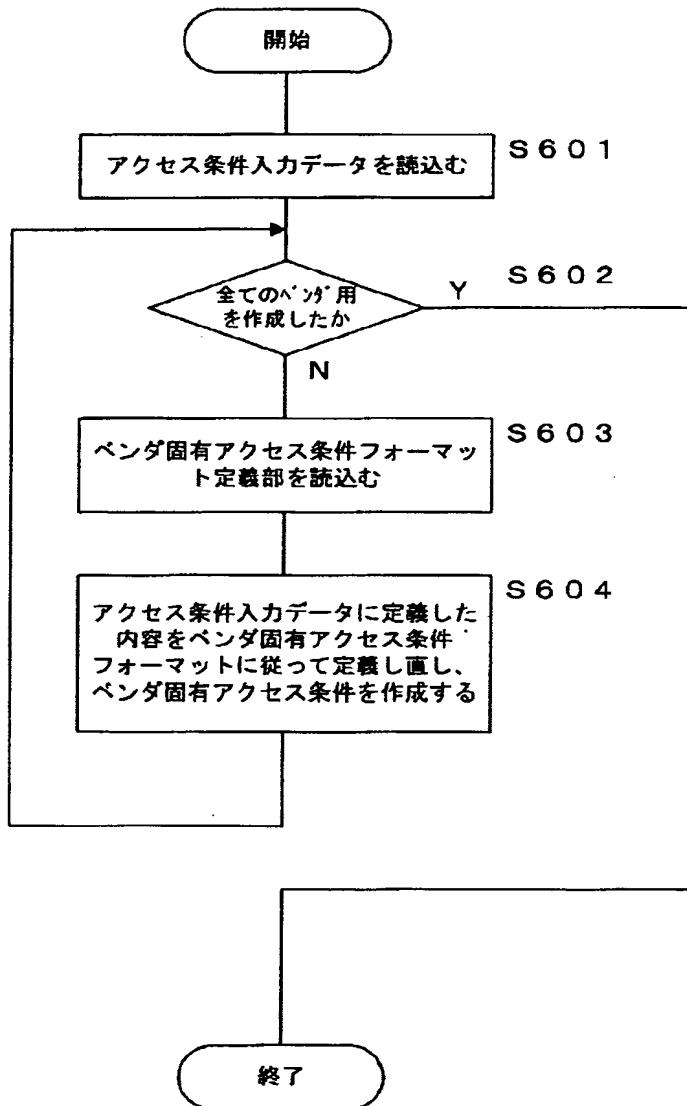 開始
アクセス条件入力データを読込む
S601
全てのベンダ用
を作成したか
Y
S602
N
ベンダ固有アクセス条件フォーマッ
ト定義部を読込む
S603
アクセス条件入力データに定義した
内容をベンダ固有アクセス条件
フォーマットに従って定義し直し、
ベンダ固有アクセス条件を作成する
S604
終了